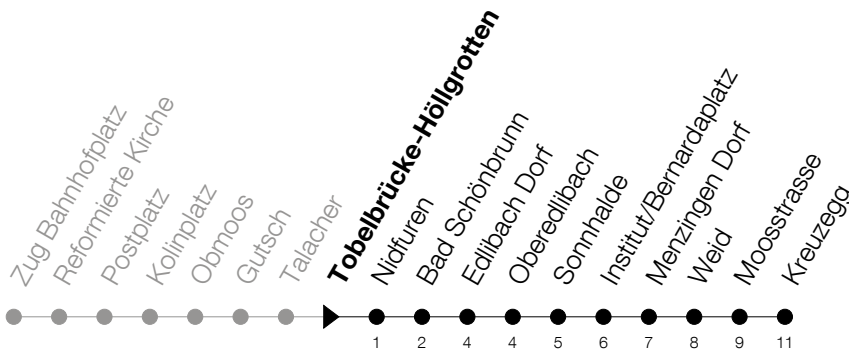 Zug Bahnhofplatz
Reformierte Kirche
Postplatz
Kolinplatz
Obmoos
Gutsch
Talacher
Tobelbrücke-Höllgrotten
Nidfuren
Bad Schönbrunn
Edlibach Dorf
Oberedlibach
Sonnhalde
Institut/Bernardaplatz
Menzingen Dorf
Weid
Moosstrasse
Kreuzegg
1 2 4 4 5 6 7 8 9 11